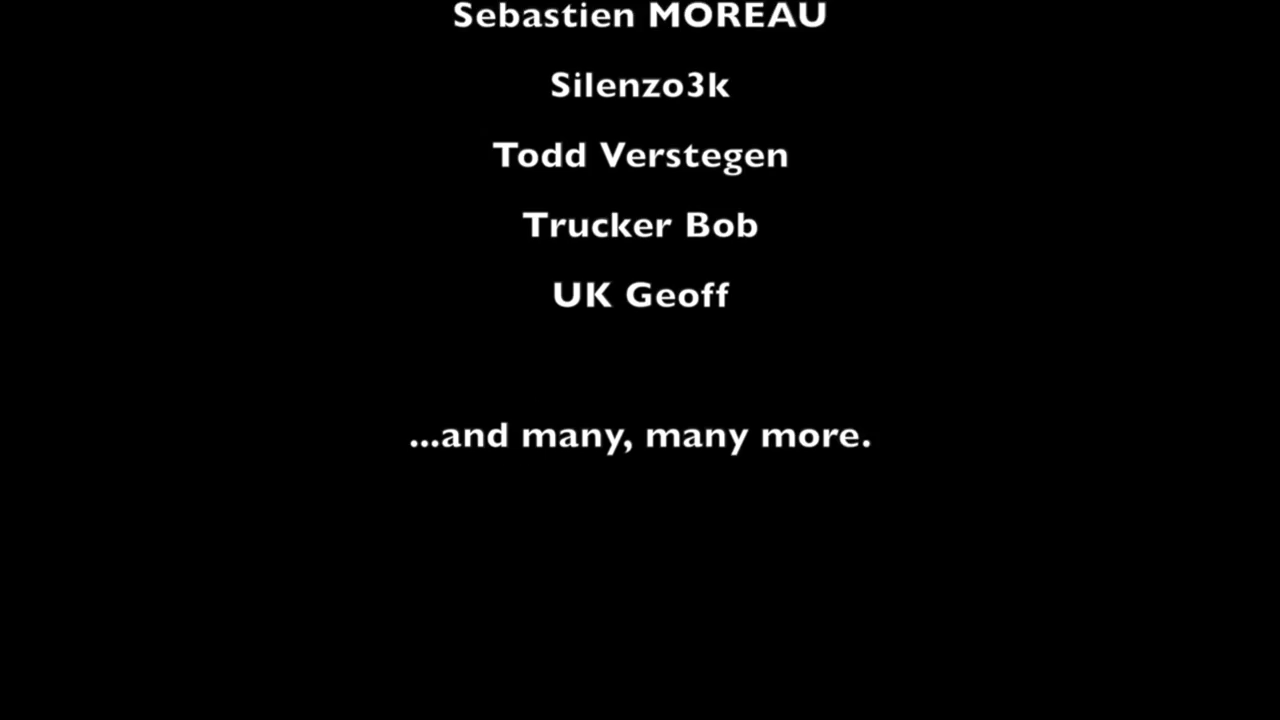 Sebastien MOREAU
Silenzo3k
Todd Verstegen
Trucker Bob
UK Geoff
...and many, many more.